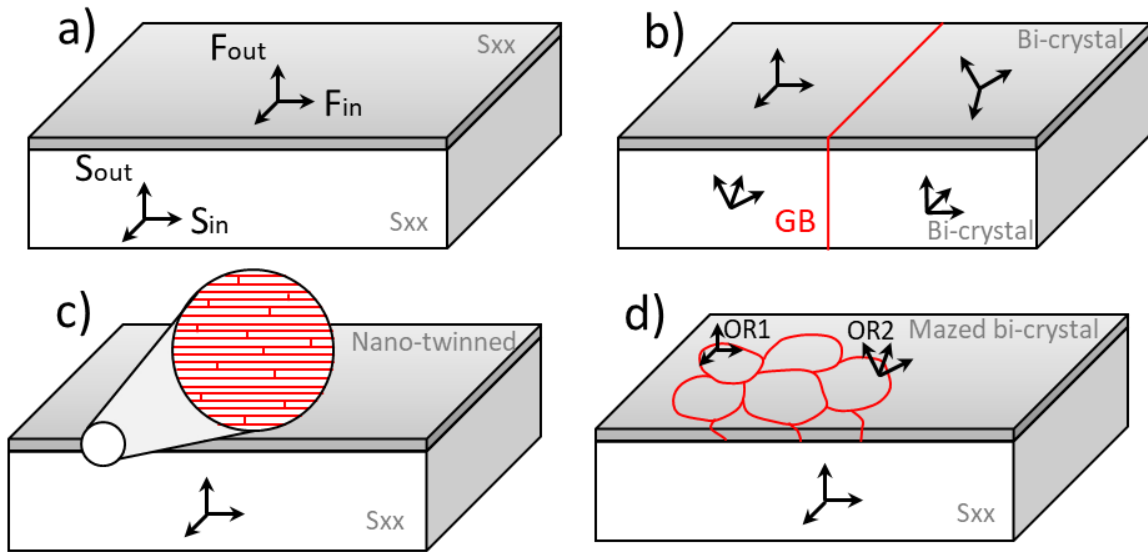 a)
Sxx
Fout
Fin
Sout
Sin
Sxx
b)
Bi-crystal
GB
Bi-crystal
c)
Nano-twinned
Sxx
d)
OR1
OR2
Mazed bi-crystal
Sxx